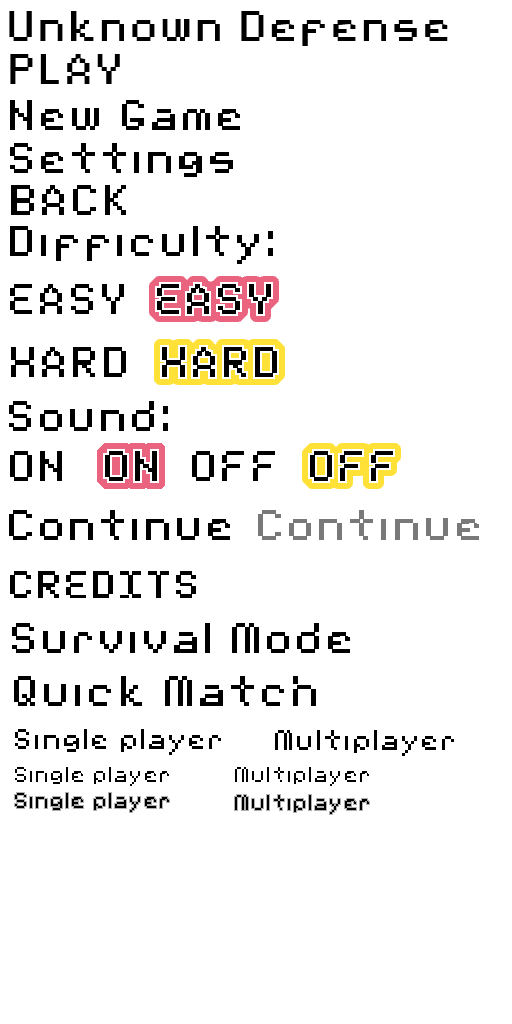 Unknown Defense
PLAY
New Game
Settings
BACK
Difficulty:
EASY EASY
HARD HARD
Sound:
ON ON OFF OFF
Continue Continue
CREDITS
Survival Mode
Quick Match
Single player Multiplayer
Single player Multiplayer
Single player Multiplayer